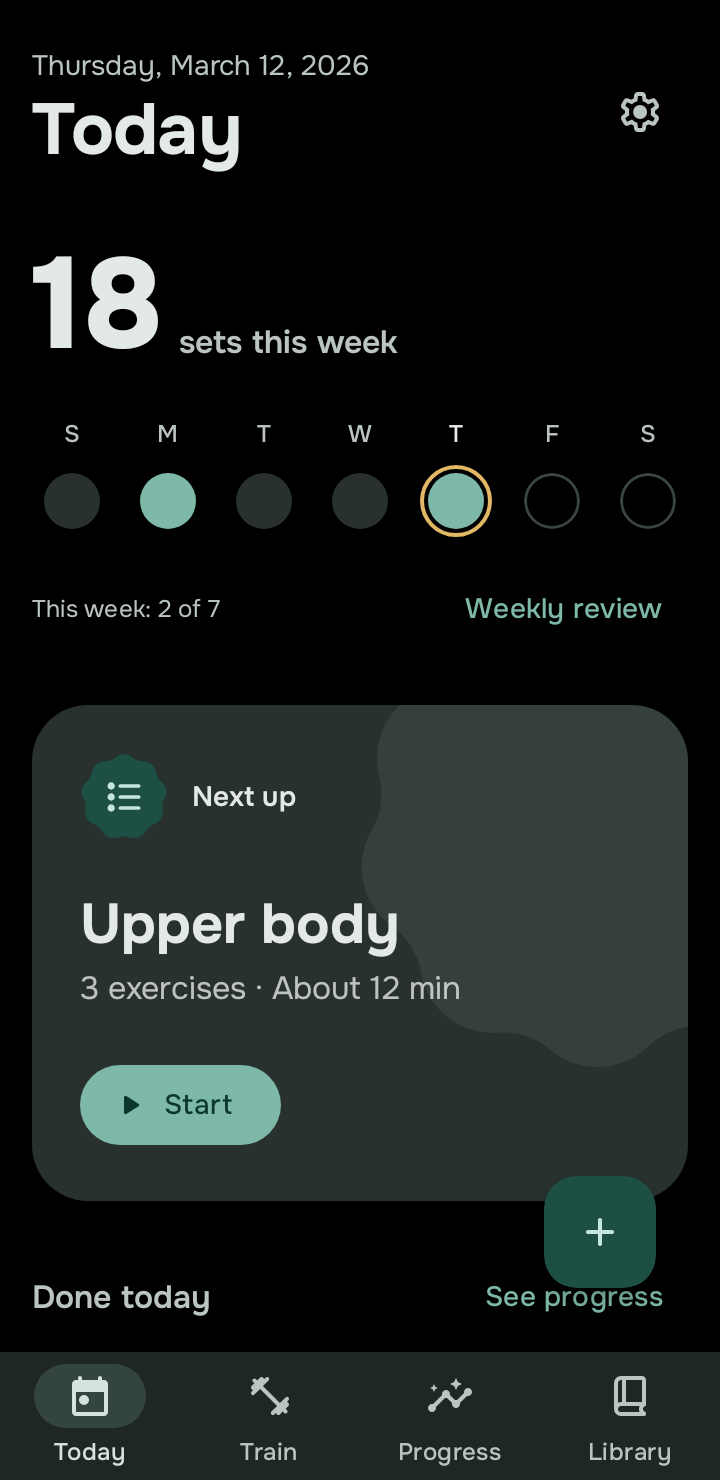 Thursday, March 12, 2026
Today
18 sets this week
S M T W T F S
This week: 2 of 7
Weekly review
Next up
Upper body
3 exercises · About 12 min
Start
Done today
See progress
Today
Train
Progress
Library